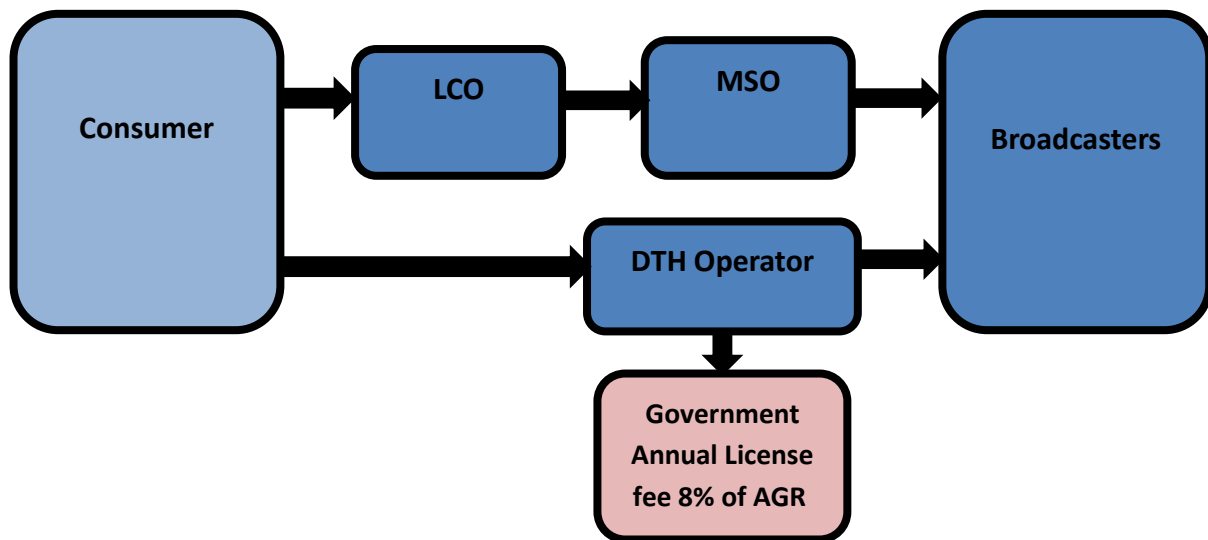 Consumer
LCO
MSO
Broadcasters
DTH Operator
Government
Annual License
fee 8% of AGR